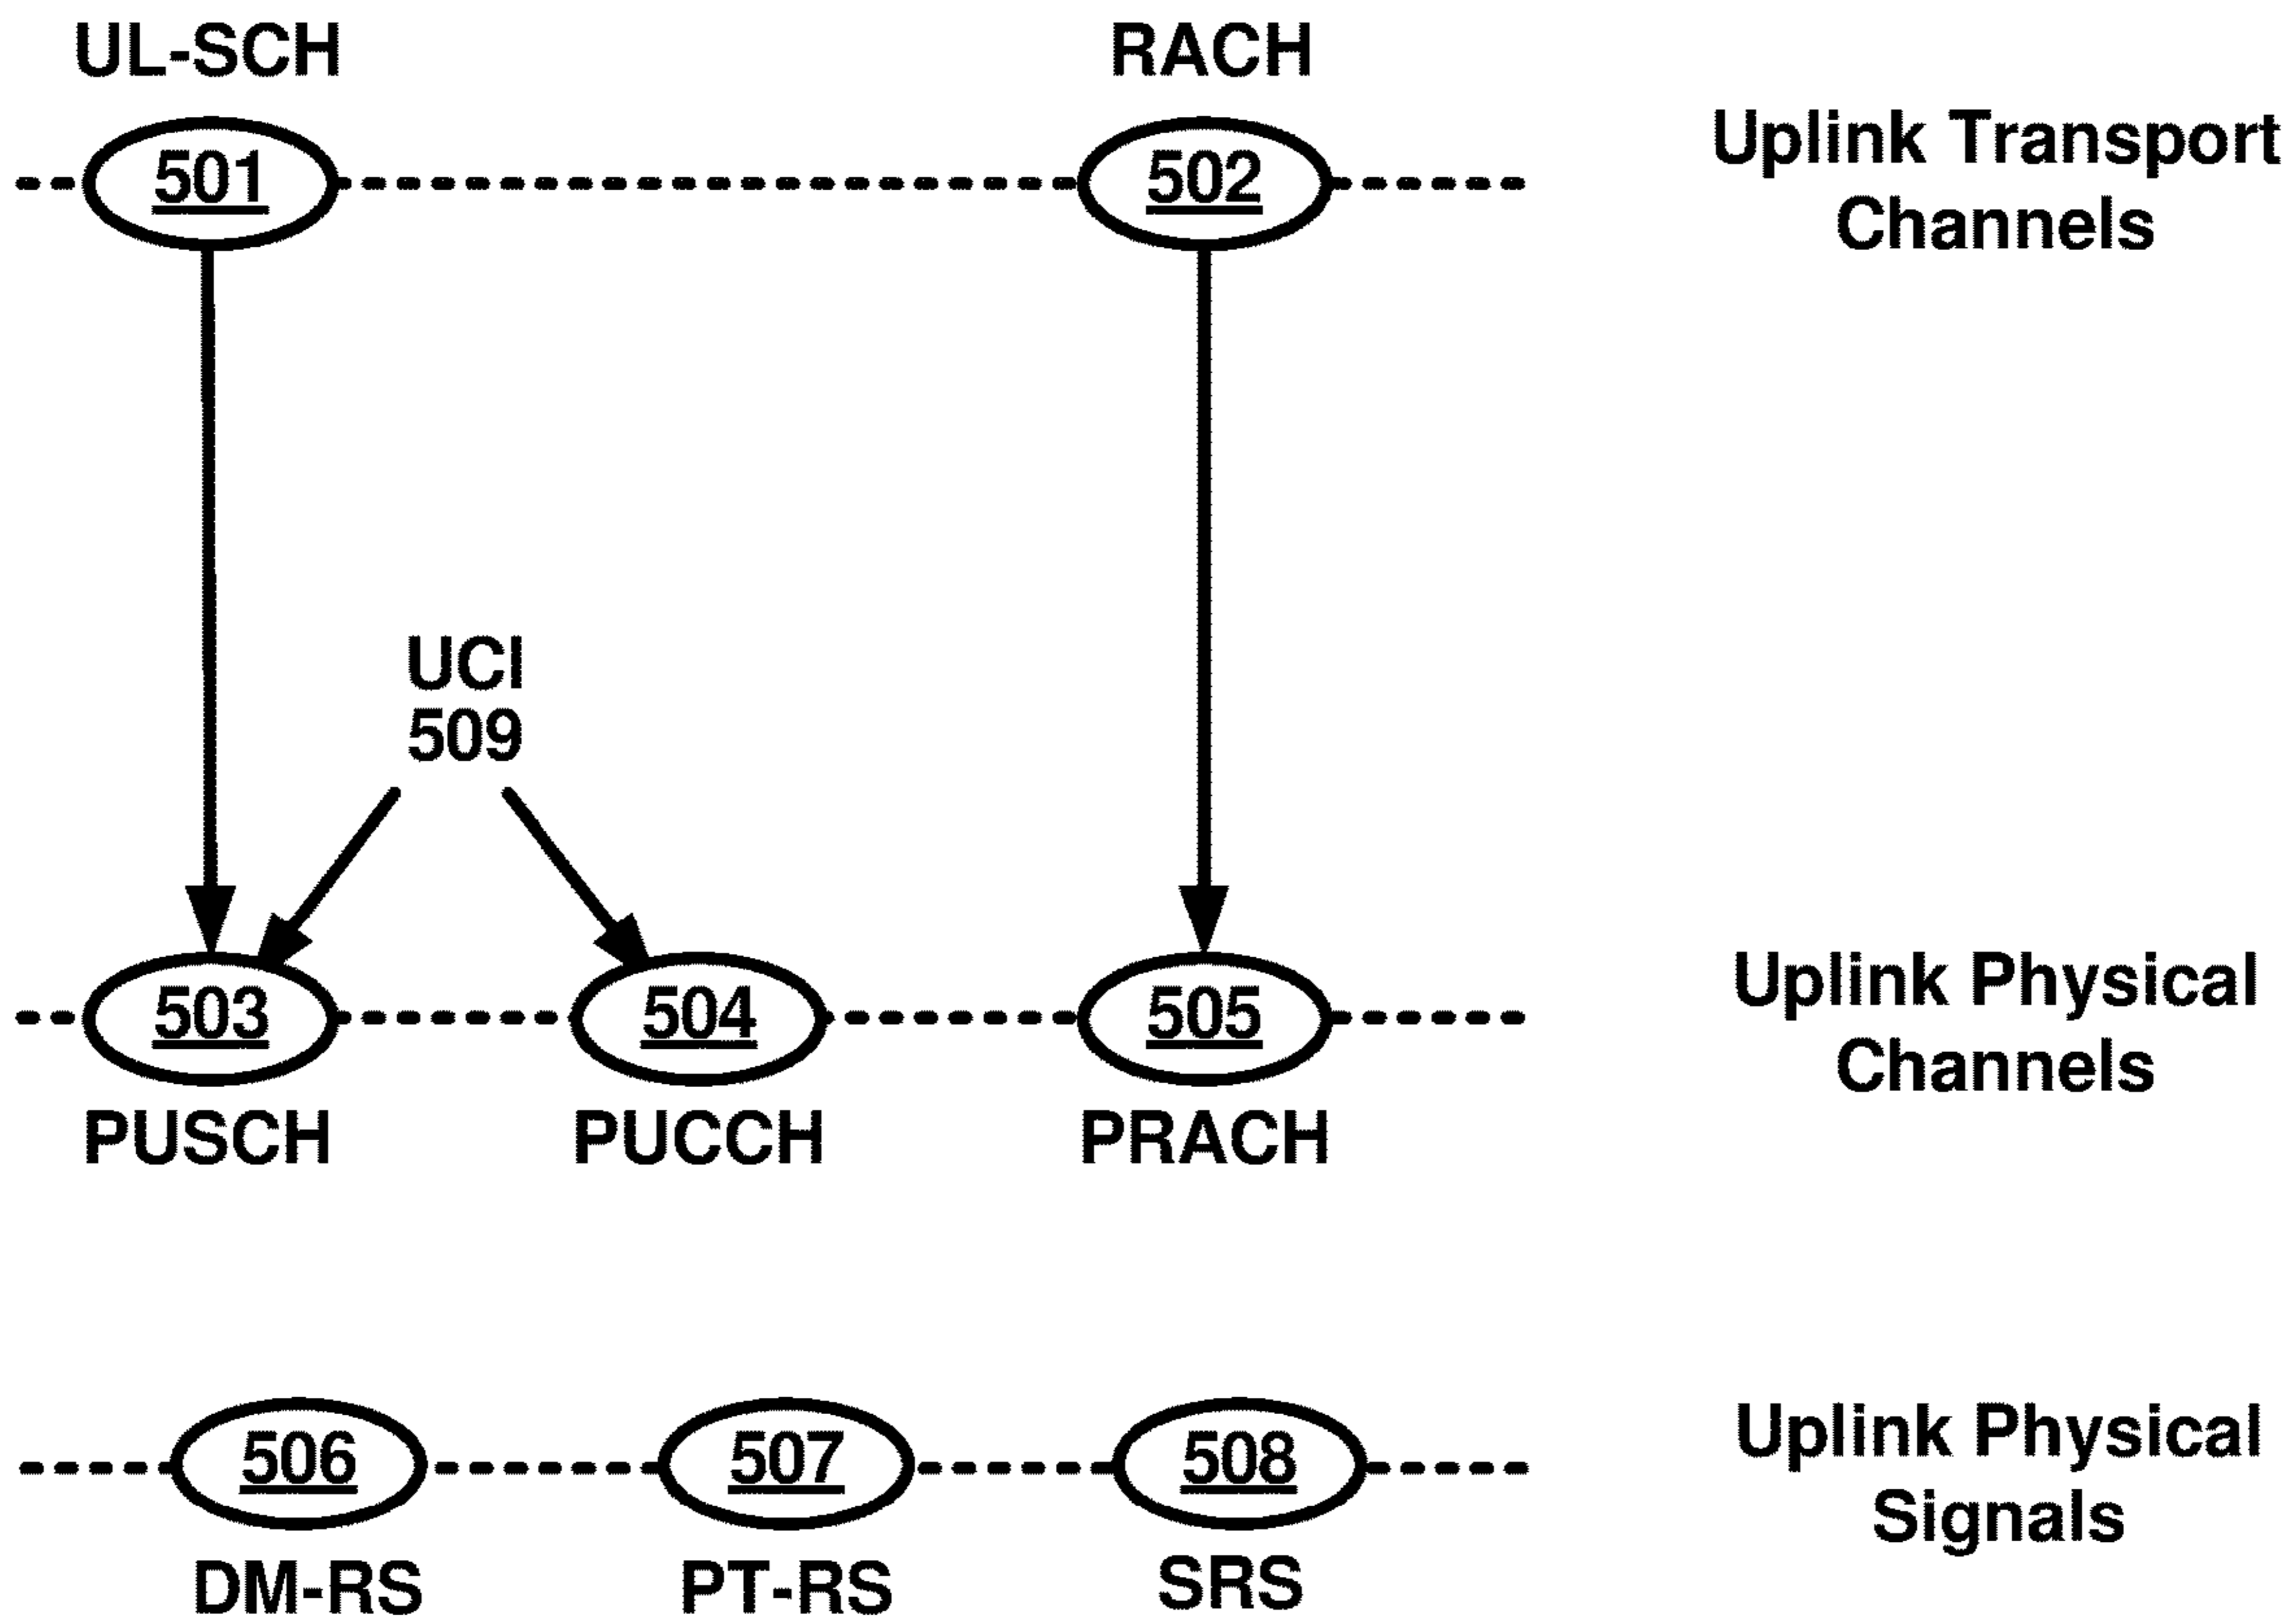 UL-SCH
RACH
501
502
Uplink Transport
Channels
UCI
509
503
504
505
Uplink Physical
Channels
PUSCH
PUCCH
PRACH
506
507
508
Uplink Physical
Signals
DM-RS
PT-RS
SRS